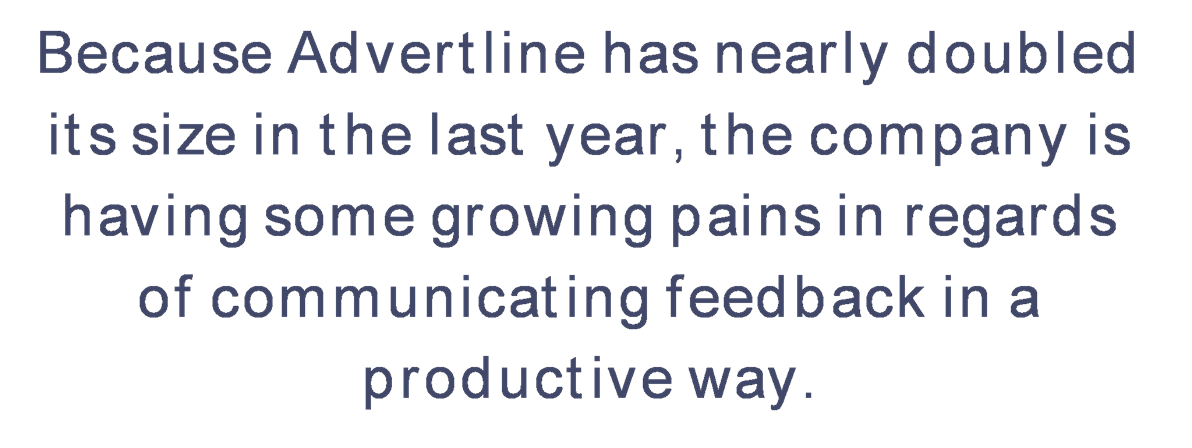 Because Advertline has nearly doubled
its size in the last year, the company is
having some growing pains in regards
of communicating feedback in a
productive way.